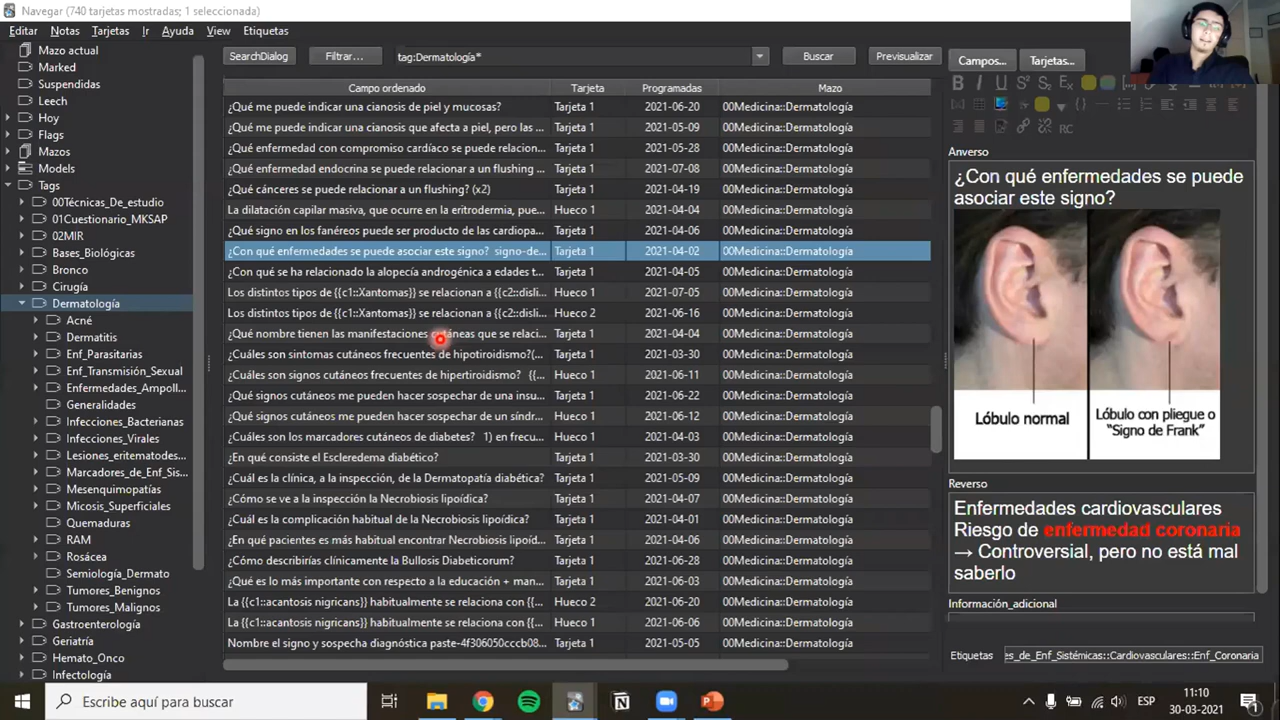 Navegar (740 tarjetas mostradas; 1 seleccionada)
Editar Notas Tarjetas Ir Ayuda View Etiquetas
Mazo actual
Marked
Suspendidas
Leech
Hoy
Flags
Mazos
Models
Tags
00Técnicas_De_estudio
01Cuestionario_MKSAP
02MIR
Bases_Biológicas
Bronco
Cirugía
Dermatología
Acné
Dermatitis
Enf_Parasitarias
Enf_Transmisión_Sexual
Enfermedades_Ampoll...
Generalidades
Infecciones_Bacterianas
Infecciones_Virales
Lesiones_eritematodes...
Marcadores_de_Enf_Sis...
Mesenquimopatías
Micosis_Superficiales
Quemaduras
RAM
Rosácea
Semiología_Dermato
Tumores_Benignos
Tumores_Malignos
Gastroenterología
Geriatría
Hemato_Onco
Infectología
SearchDialog Filtrar... tag:Dermatología* Buscar Previsualizar
Campo ordenado Tarjeta Programadas Mazo
¿Qué me puede indicar una cianosis de piel y mucosas? Tarjeta 1 2021-06-20 00Medicina::Dermatología
¿Qué me puede indicar una cianosis que afecta a piel, pero las ... Tarjeta 1 2021-05-09 00Medicina::Dermatología
¿Qué enfermedad con compromiso cardíaco se puede relacion... Tarjeta 1 2021-05-28 00Medicina::Dermatología
¿Qué enfermedad endocrina se puede relacionar a un flushing ... Tarjeta 1 2021-07-08 00Medicina::Dermatología
¿Qué cánceres se puede relacionar a un flushing? (x2) Tarjeta 1 2021-04-19 00Medicina::Dermatología
La dilatación capilar masiva, que ocurre en la eritrodermia, pue... Hueco 1 2021-04-04 00Medicina::Dermatología
¿Qué signo en los fanéreos puede ser producto de las cardiopa... Tarjeta 1 2021-04-06 00Medicina::Dermatología
¿Con qué enfermedades se puede asociar este signo? signo-de... Tarjeta 1 2021-04-02 00Medicina::Dermatología
¿Con qué se ha relacionado la alopecía androgénica a edades t... Tarjeta 1 2021-04-05 00Medicina::Dermatología
Los distintos tipos de {{c1::Xantomas}} se relacionan a {{c2::disli... Hueco 1 2021-07-05 00Medicina::Dermatología
Los distintos tipos de {{c1::Xantomas}} se relacionan a {{c2::disli... Hueco 2 2021-06-16 00Medicina::Dermatología
¿Qué nombre tienen las manifestaciones cutáneas que se relaci... Tarjeta 1 2021-04-04 00Medicina::Dermatología
¿Cuáles son sintomas cutáneos frecuentes de hipotiroidismo?(... Tarjeta 1 2021-03-30 00Medicina::Dermatología
¿Cuáles son signos cutáneos frecuentes de hipertiroidismo? {{... Hueco 1 2021-06-11 00Medicina::Dermatología
¿Qué signos cutáneos me pueden hacer sospechar de una insu... Tarjeta 1 2021-06-22 00Medicina::Dermatología
¿Qué signos cutáneos me pueden hacer sospechar de un síndr... Hueco 1 2021-06-12 00Medicina::Dermatología
¿Cuáles son los marcadores cutáneos de diabetes? 1) en frecu... Hueco 1 2021-04-03 00Medicina::Dermatología
¿En qué consiste el Escleredema diabético? Tarjeta 1 2021-03-30 00Medicina::Dermatología
¿Cuál es la clínica, a la inspección, de la Dermatopatía diabética? Tarjeta 1 2021-05-09 00Medicina::Dermatología
¿Cómo se ve a la inspección la Necrobiosis lipoídica? Tarjeta 1 2021-04-07 00Medicina::Dermatología
¿Cuál es la complicación habitual de la Necrobiosis lipoídica? Tarjeta 1 2021-04-01 00Medicina::Dermatología
¿En qué pacientes es más habitual encontrar Necrobiosis lipoíd... Tarjeta 1 2021-04-06 00Medicina::Dermatología
¿Cómo describirías clínicamente la Bullosis Diabeticorum? Tarjeta 1 2021-06-28 00Medicina::Dermatología
¿Qué es lo más importante con respecto a la educación + man... Tarjeta 1 2021-06-03 00Medicina::Dermatología
La {{c1::acantosis nigricans}} habitualmente se relaciona con {{... Hueco 2 2021-06-20 00Medicina::Dermatología
La {{c1::acantosis nigricans}} habitualmente se relaciona con {{... Hueco 1 2021-06-06 00Medicina::Dermatología
Nombre el signo y sospecha diagnóstica paste-4f386050cccb08... Tarjeta 1 2021-05-05 00Medicina::Dermatología
Campos... Tarjetas...
Anverso
¿Con qué enfermedades se puede
asociar este signo?
Lóbulo normal
Lóbulo con pliegue o
"Signo de Frank"
Reverso
Enfermedades cardiovasculares
Riesgo de enfermedad coronaria
→ Controversial, pero no está mal
saberlo
Información_adicional
Etiquetas es_de_Enf_Sistémicas::Cardiovasculares::Enf_Coronaria
Escribe aquí para buscar
ESP
11:10
30-03-2021